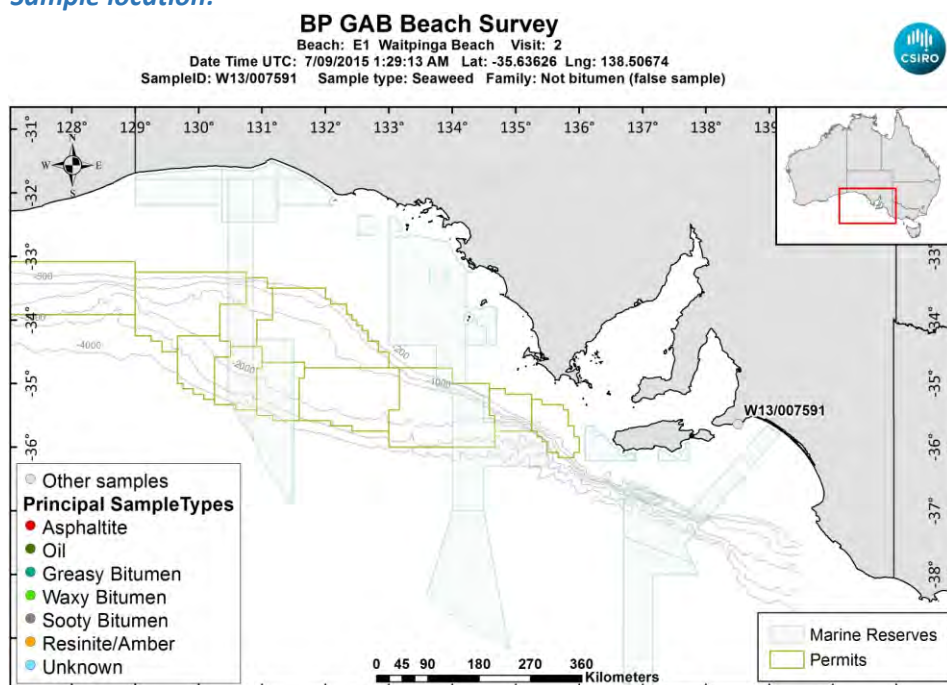 Sample location:
BP GAB Beach Survey
Beach: E1 Waitpinga Beach Visit: 2
Date Time UTC: 7/09/2015 1:29:13 AM Lat: -35.63626 Lng: 138.50674
SampleID: W13/007591 Sample type: Seaweed Family: Not bitumen (false sample)
CSIRO
128° 129° 130° 131° 132° 133° 134° 135° 136° 137° 138° 139
-31°
N
W E
S
-32°
-33°
-34°
-35°
-36°
-37°
-38°
-33°
-34°
-35°
-36°
-37°
-38°
-4000
-2000
-200
-1000
W13/007591
Other samples
Principal SampleTypes
Asphaltite
Oil
Greasy Bitumen
Waxy Bitumen
Sooty Bitumen
Resinite/Amber
Unknown
0 45 90 180 270 360
Kilometers
Marine Reserves
Permits